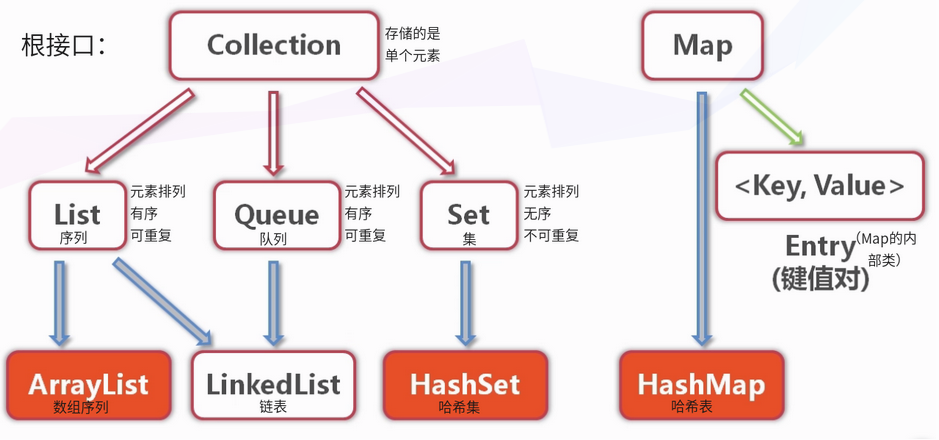 根接口：
Collection
存储的是
单个元素
Map
List
序列
元素排列
有序
可重复
Queue
队列
元素排列
有序
可重复
Set
集
元素排列
无序
不可重复
<Key, Value>
Entry（Map的内
部类）
(键值对)
ArrayList
数组序列
LinkedList
链表
HashSet
哈希集
HashMap
哈希表